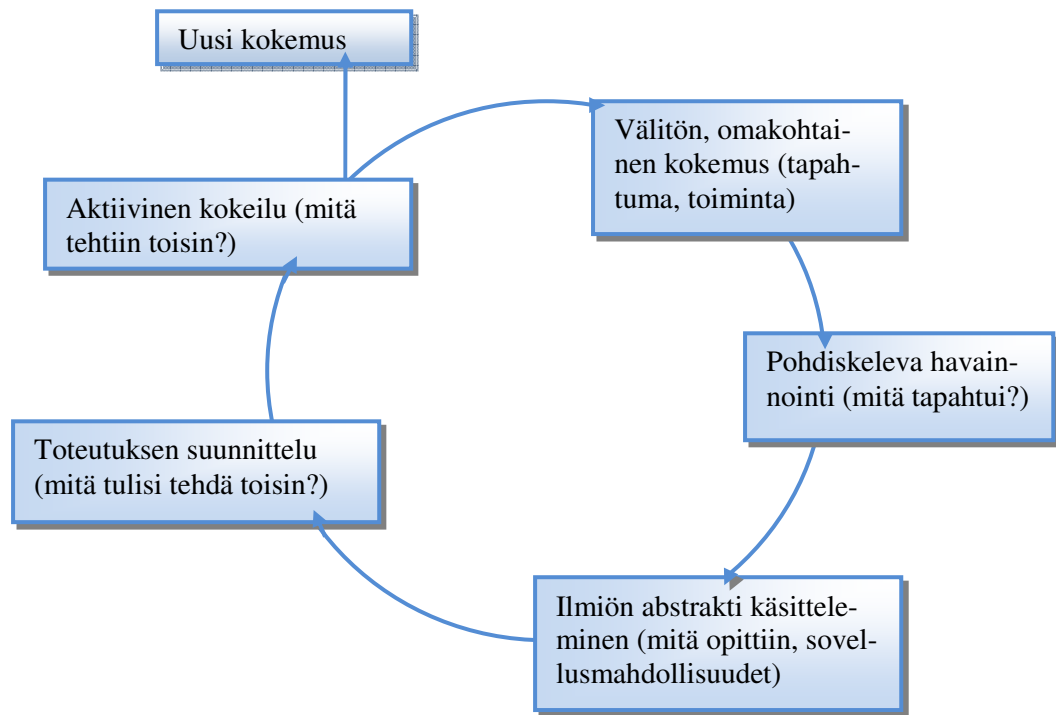 Uusi kokemus
Välitön, omakohtai-
nen kokemus (tapah-
tuma, toiminta)
Aktiivinen kokeilu (mitä
tehtiin toisin?)
Pohdiskeleva havain-
nointi (mitä tapahtui?)
Toteutuksen suunnittelu
(mitä tulisi tehdä toisin?)
Ilmiön abstrakti käsittele-
minen (mitä opittiin, sovel-
lusmahdollisuudet)